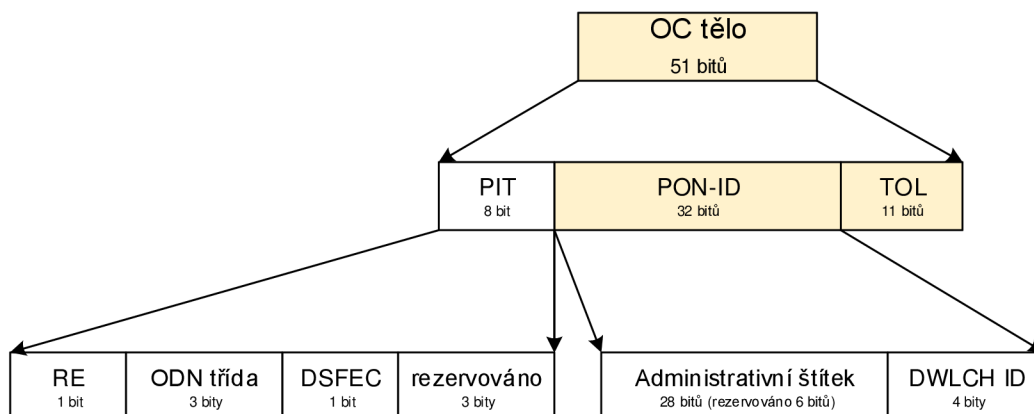 OC tělo
51 bitů
PIT
8 bit
PON-ID
32 bitů
TOL
11 bitů
RE
1 bit
ODN třída
3 bity
DSFEC
1 bit
rezervováno
3 bity
Administrativní štítek
28 bitů (rezervováno 6 bitů)
DWLCH ID
4 bity